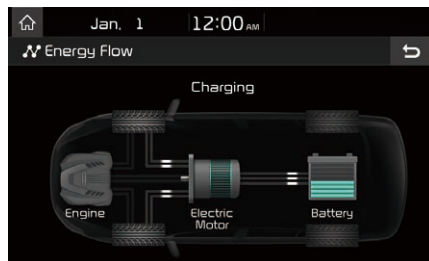 Jan. 1 12:00 AM
Energy Flow
Charging
Engine
Electric
Motor
Battery